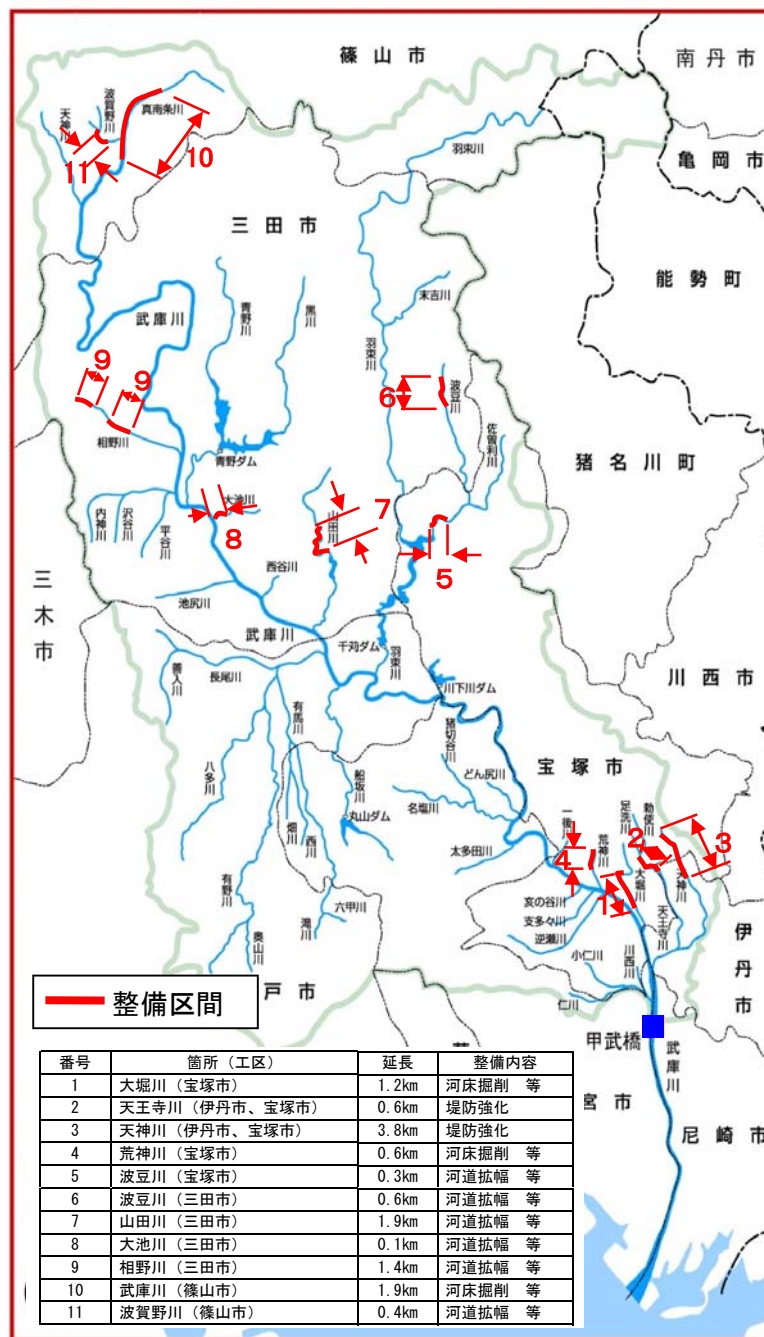 篠山市
南丹市
亀岡市
能勢町
猪名川町
川西市
三田市
三木市
宝塚市
伊丹市
尼崎市
宮市
戸市
真南条川
波賀野川
天神川
10
11
羽束川
末吉川
羽束川
武庫川
青野川
黒川
波豆川
佐曽利川
9
9
6
相野川
青野ダム
大池川
8
山田川
7
5
内神川
沢谷川
平谷川
西谷川
池尻川
武庫川
千苅ダム
羽束川
川下川ダム
善入川
長尾川
有馬川
八多川
船坂川
猪切谷川
どん尻川
名塩川
丸山ダム
畑川
西川
太多田川
一後川
荒神川
4
足洗川
勅使川
2
3
1
大堀川
天神川
天王寺川
亥の谷川
支多々川
逆瀬川
小仁川
川西川
仁川
有野川
六甲川
滝川
奥山川
甲武橋
武庫川
整備区間
番号 箇所（工区） 延長 整備内容
1 大堀川（宝塚市） 1.2km 河床掘削 等
2 天王寺川（伊丹市、宝塚市） 0.6km 堤防強化
3 天神川（伊丹市、宝塚市） 3.8km 堤防強化
4 荒神川（宝塚市） 0.6km 河床掘削 等
5 波豆川（宝塚市） 0.3km 河道拡幅 等
6 波豆川（三田市） 0.6km 河道拡幅 等
7 山田川（三田市） 1.9km 河道拡幅 等
8 大池川（三田市） 0.1km 河道拡幅 等
9 相野川（三田市） 1.4km 河道拡幅 等
10 武庫川（篠山市） 1.9km 河床掘削 等
11 波賀野川（篠山市） 0.4km 河道拡幅 等